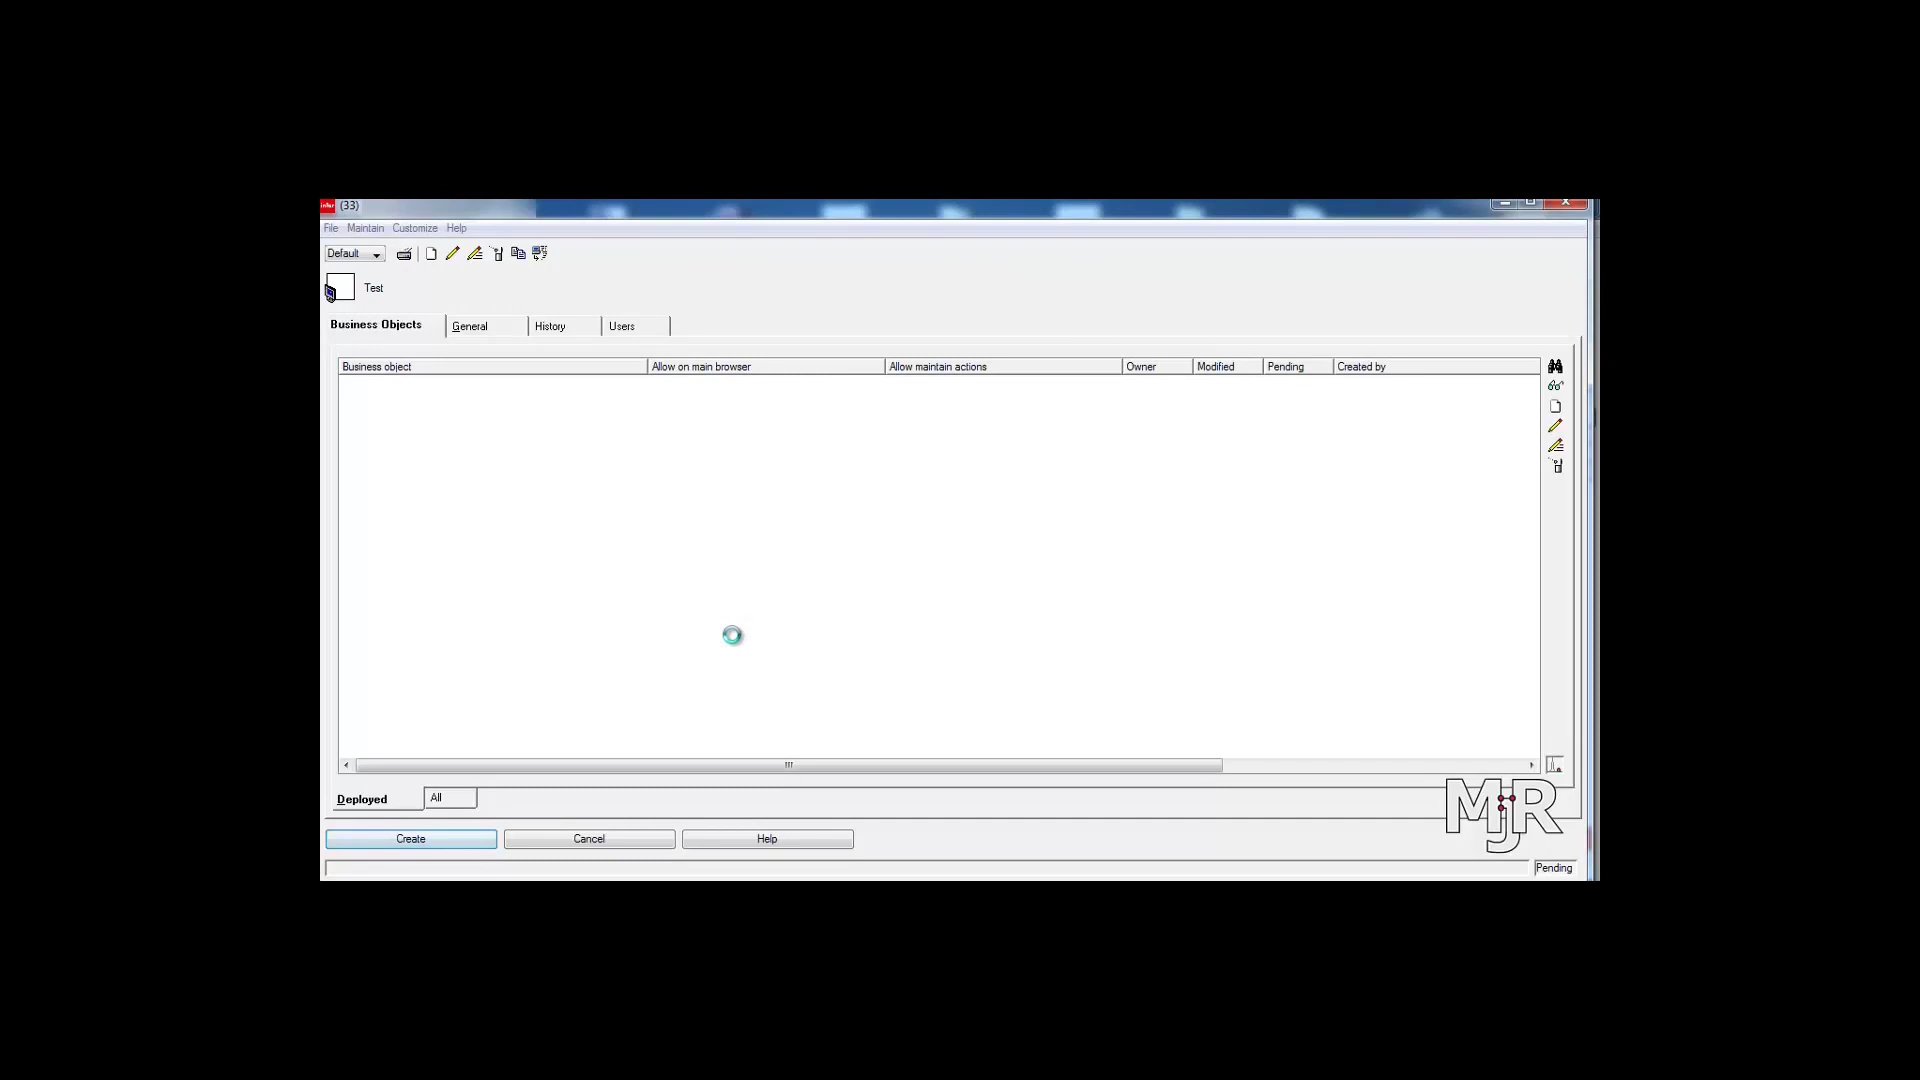 infor (33)
File Maintain Customize Help
Default
Test
Business Objects General History Users
Business object Allow on main browser Allow maintain actions Owner Modified Pending Created by
Deployed All
MjR
Create Cancel Help
Pending